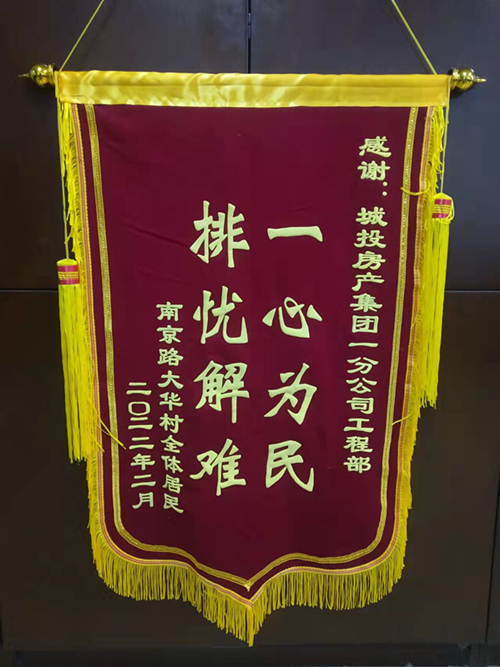 感谢：城投房产集团一分公司工程部
一心为民
排忧解难
南京路大华村全体居民
二〇二二年二月